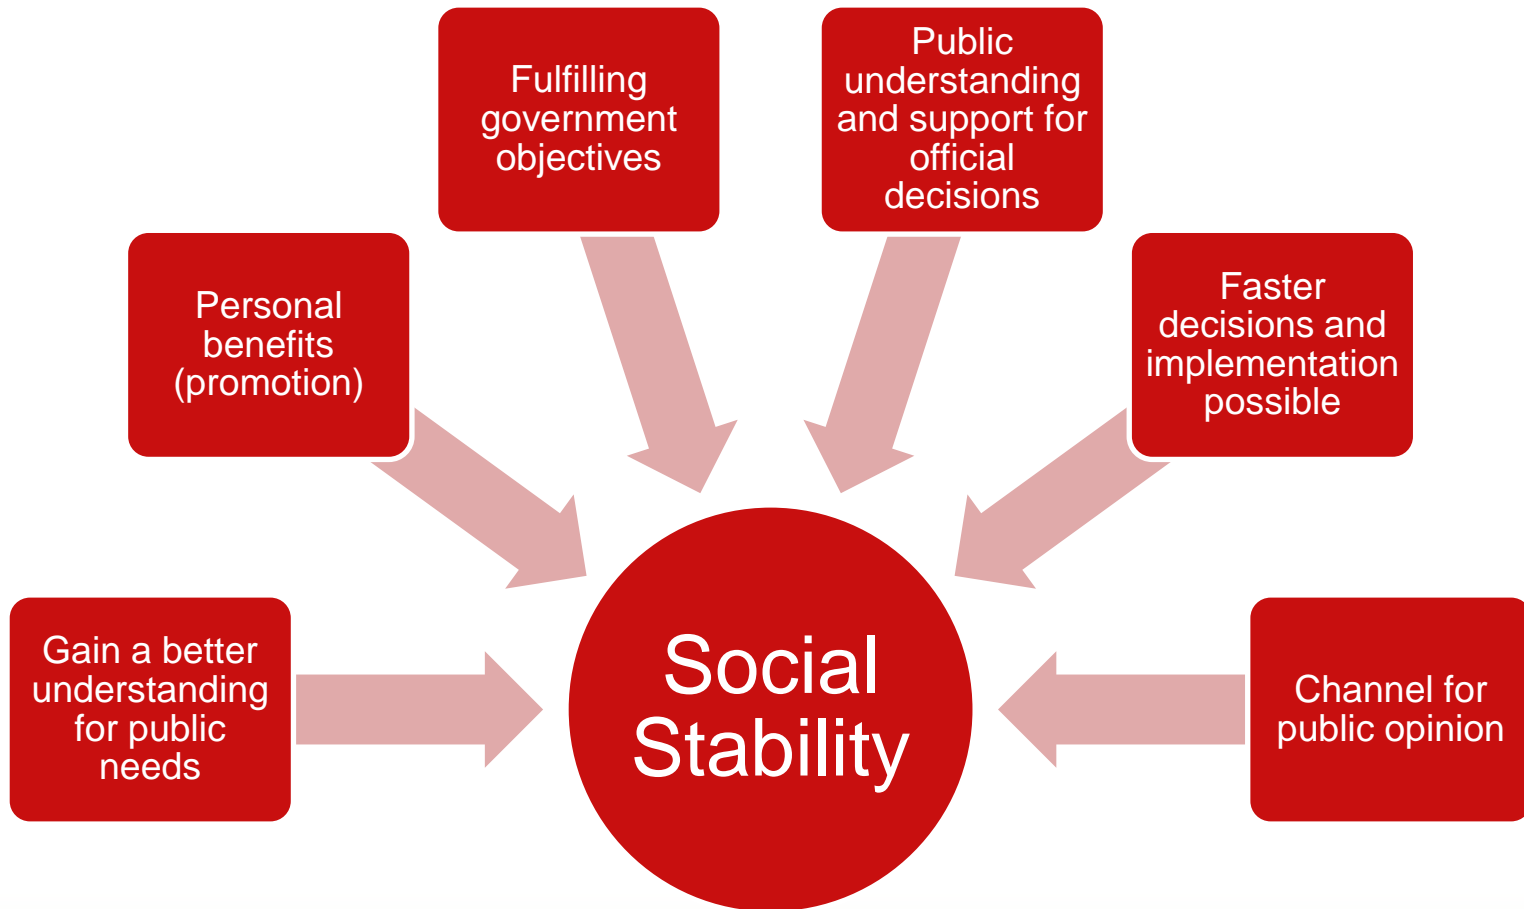 Fulfilling
government
objectives
Public
understanding
and support for
official
decisions
Personal
benefits
(promotion)
Faster
decisions and
implementation
possible
Gain a better
understanding
for public
needs
Social
Stability
Channel for
public opinion